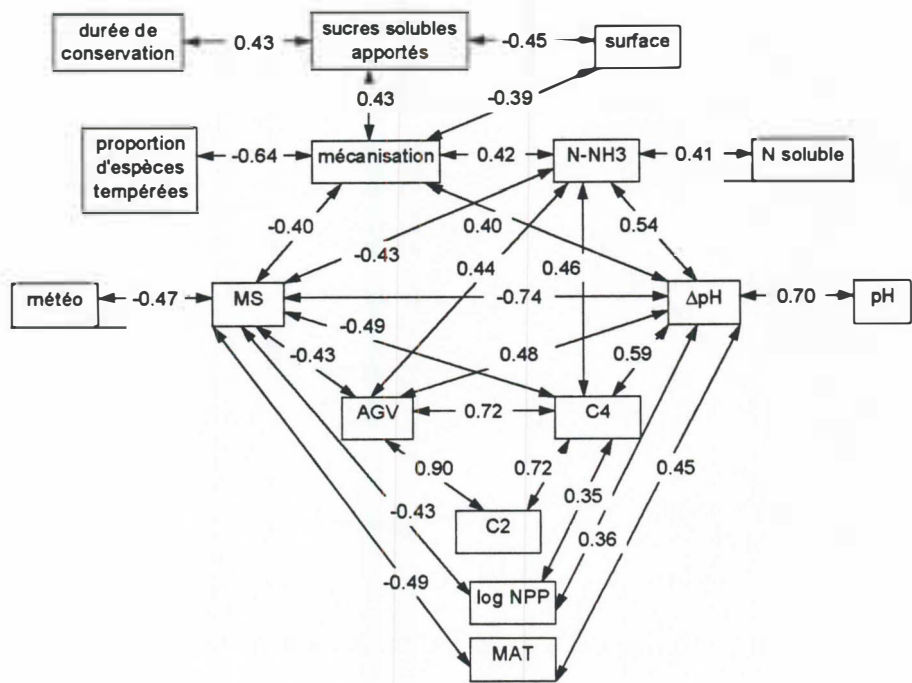 durée de
conservation
0.43
sucres solubles
apportés
-0.45
surface
0.43
-0.39
proportion
d'espèces
tempérées
-0.64
mécanisation
0.42
N-NH3
0.41
N soluble
-0.40
-0.43
0.40
0.54
0.44
0.46
météo
-0.47
MS
-0.74
ΔpH
0.70
pH
-0.49
-0.43
0.48
0.59
AGV
0.72
C4
0.90
0.72
0.45
-0.43
C2
0.35
0.36
-0.49
log NPP
MAT